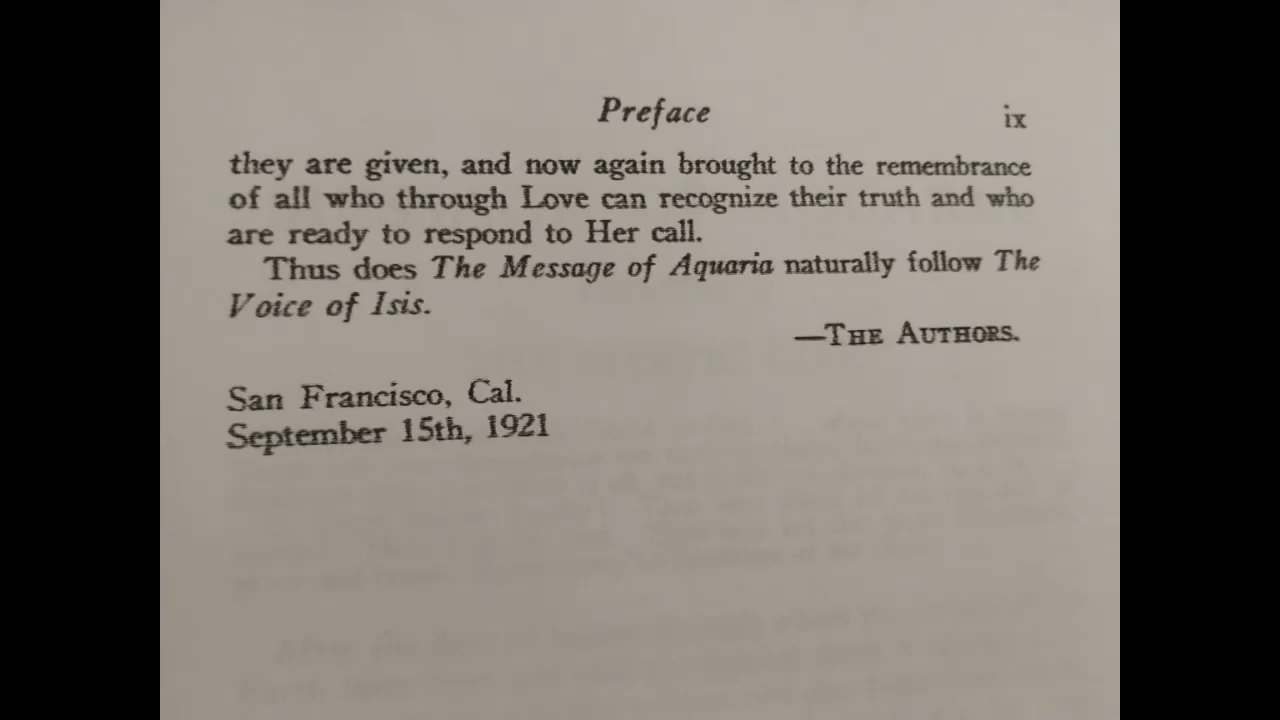 Preface ix
they are given, and now again brought to the remembrance
of all who through Love can recognize their truth and who
are ready to respond to Her call.
Thus does The Message of Aquaria naturally follow The
Voice of Isis.
—The Authors.
San Francisco, Cal.
September 15th, 1921